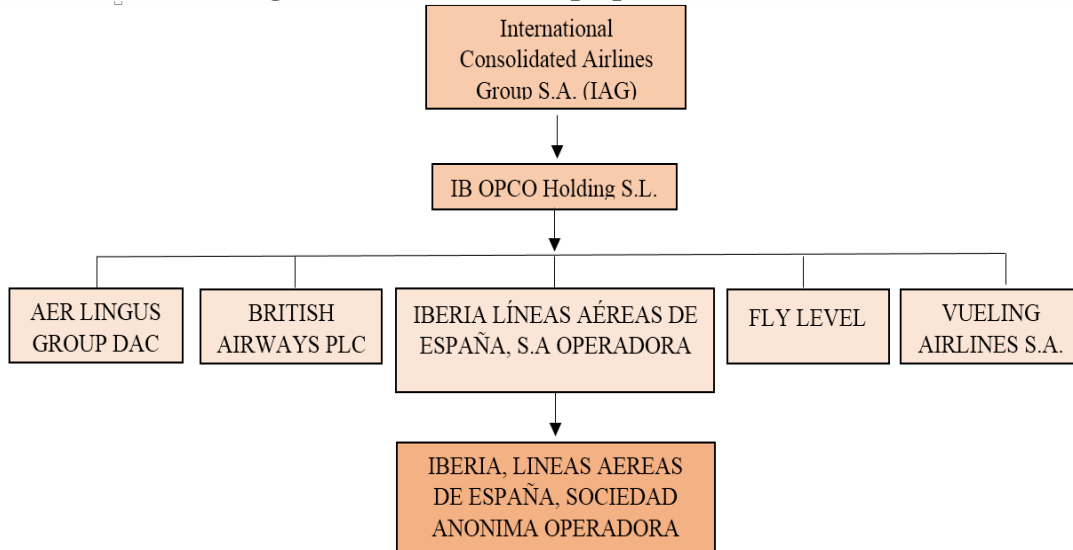 International
Consolidated Airlines
Group S.A. (IAG)
IB OPCO Holding S.L.
AER LINGUS
GROUP DAC
BRITISH
AIRWAYS PLC
IBERIA LÍNEAS AÉREAS DE
ESPAÑA, S.A OPERADORA
FLY LEVEL
VUELING
AIRLINES S.A.
IBERIA, LINEAS AEREAS
DE ESPAÑA, SOCIEDAD
ANONIMA OPERADORA